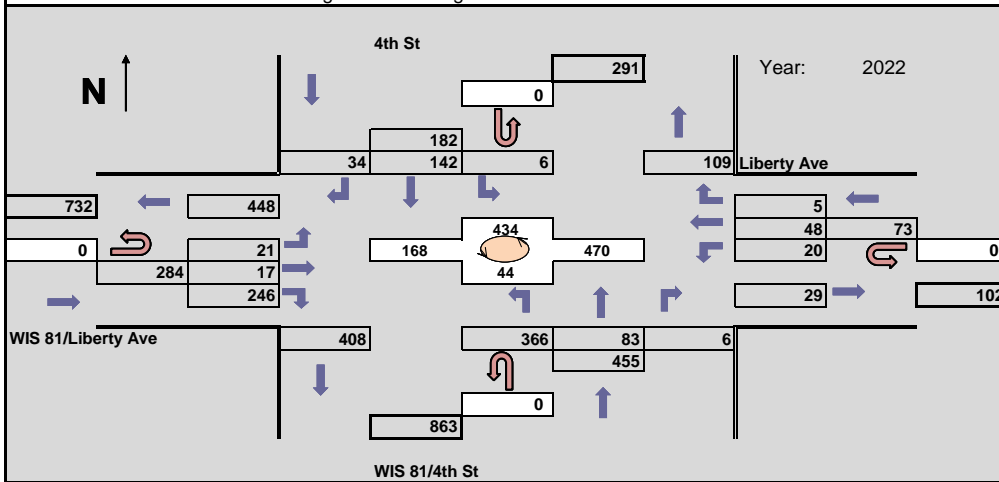 4th St
291
Year: 2022
N
0
182
34 142 6 109 Liberty Ave
732 448 5
434 48 73
0 21 168 470 20 0
284 17 44
246 29 102
WIS 81/Liberty Ave 408 366 83 6
455
0
863
WIS 81/4th St